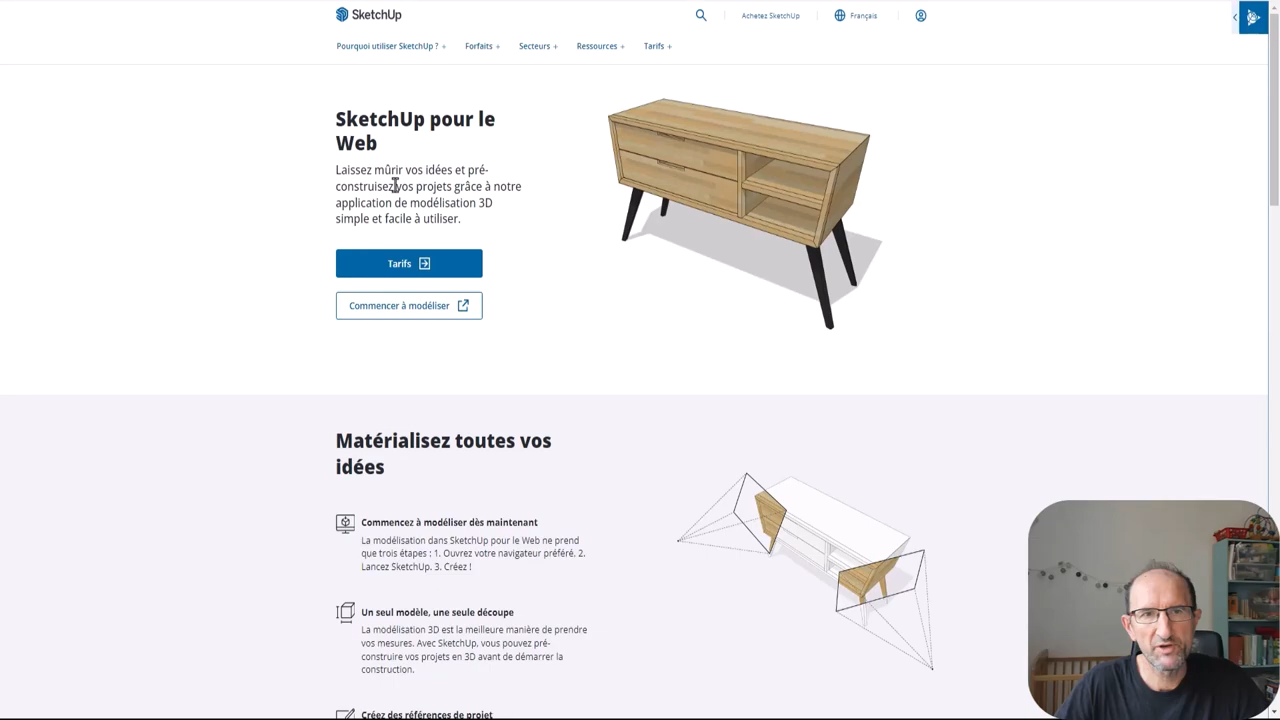 SketchUp
Achetez SketchUp
Français
Pourquoi utiliser SketchUp ? +
Forfaits +
Secteurs +
Ressources +
Tarifs +
SketchUp pour le
Web
Laissez mûrir vos idées et pré-
construisez vos projets grâce à notre
application de modélisation 3D
simple et facile à utiliser.
Tarifs
Commencer à modéliser
Matérialisez toutes vos
idées
Commencez à modéliser dès maintenant
La modélisation dans SketchUp pour le Web ne prend
que trois étapes : 1. Ouvrez votre navigateur préféré, 2.
Lancez SketchUp. 3. Créez !
Un seul modèle, une seule découpe
La modélisation 3D est la meilleure manière de prendre
vos mesures. Avec SketchUp, vous pouvez pré-
construire vos projets en 3D avant de démarrer la
construction.
Créez des références de projet